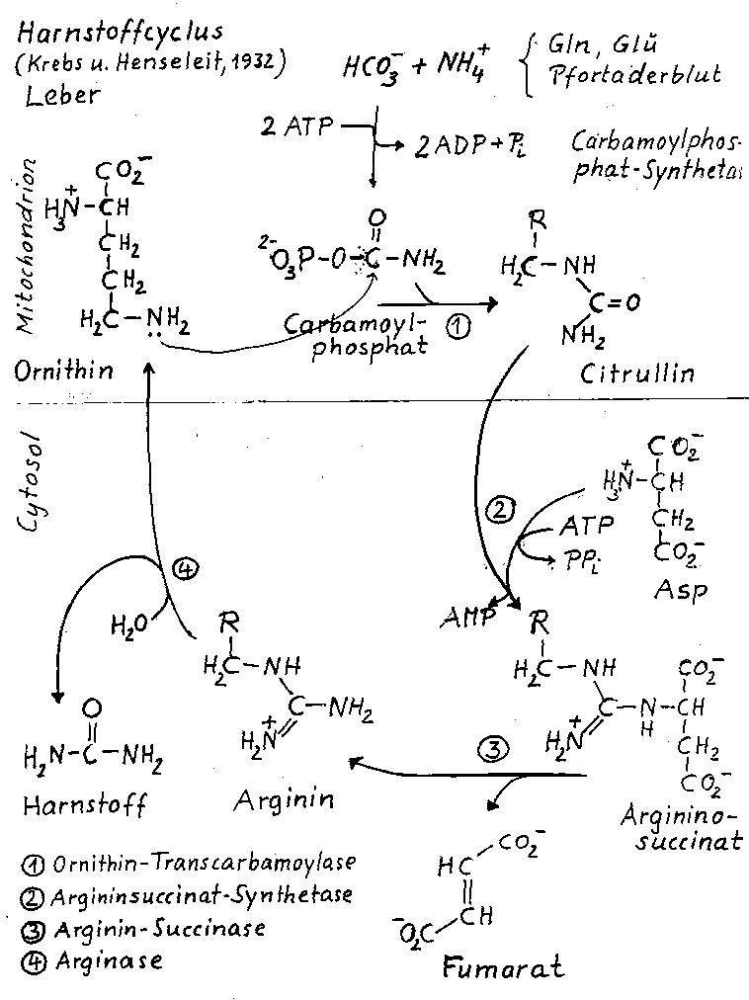 Harnstoffcyclus
(Krebs u. Henseleit, 1932)
Leber
HCO₃⁻ + NH₄⁺ { Gln, Glu
Pfortaderblut
2 ATP
2 ADP + Pᵢ
Carbamoylphos-
phat-Syntheta
Mitochondrion
CO₂⁻
H₃N⁺–CH
CH₂
CH₂
H₂C–NH₂
Ornithin
O
²⁻O₃P–O–C–NH₂
Carbamoyl-
phosphat
①
R
H₂C–NH
C=O
NH₂
Citrullin
Cytosol
②
CO₂⁻
H₃N⁺–CH
CH₂
CO₂⁻
Asp
ATP
PPᵢ
AMP
④
H₂O
R
H₂C–NH
C–NH₂
H₂N⁺
Arginin
O
H₂N–C–NH₂
Harnstoff
R
H₂C–NH
C–N–CH
H
H₂N⁺
CO₂⁻
CH₂
CO₂⁻
Arginino-
succinat
③
CO₂⁻
HC
CH
⁻O₂C
Fumarat
① Ornithin-Transcarbamoylase
② Argininsuccinat-Synthetase
③ Arginin-Succinase
④ Arginase